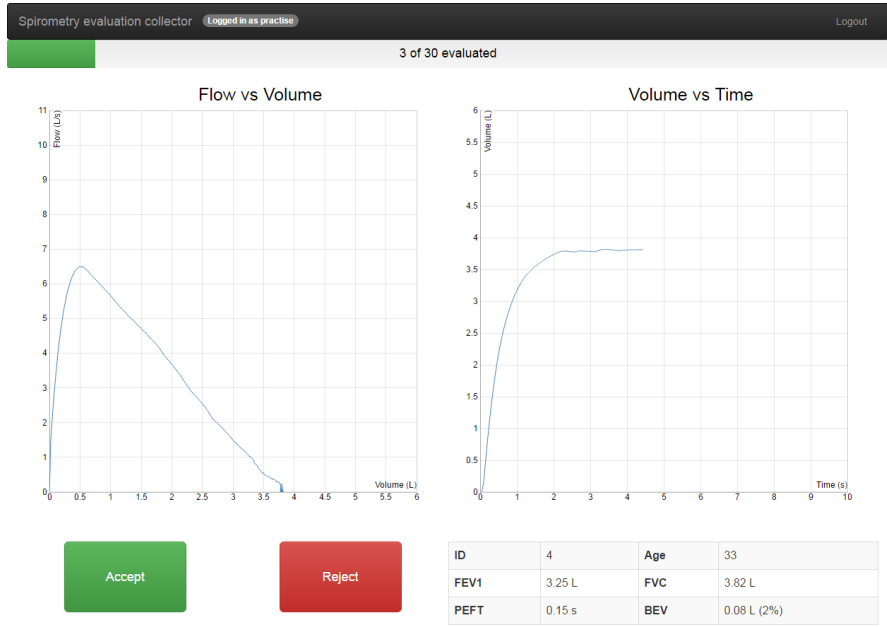 Spirometry evaluation collector Logged in as practise Logout
3 of 30 evaluated
Flow vs Volume
Flow (L/s)
11
10
9
8
7
6
5
4
3
2
1
0
0 0.5 1 1.5 2 2.5 3 3.5 4 4.5 5 5.5 6
Volume (L)
Volume vs Time
Volume (L)
6
5.5
5
4.5
4
3.5
3
2.5
2
1.5
1
0.5
0
0 1 2 3 4 5 6 7 8 9 10
Time (s)
Accept
Reject
ID 4 Age 33
FEV1 3.25 L FVC 3.82 L
PEFT 0.15 s BEV 0.08 L (2%)